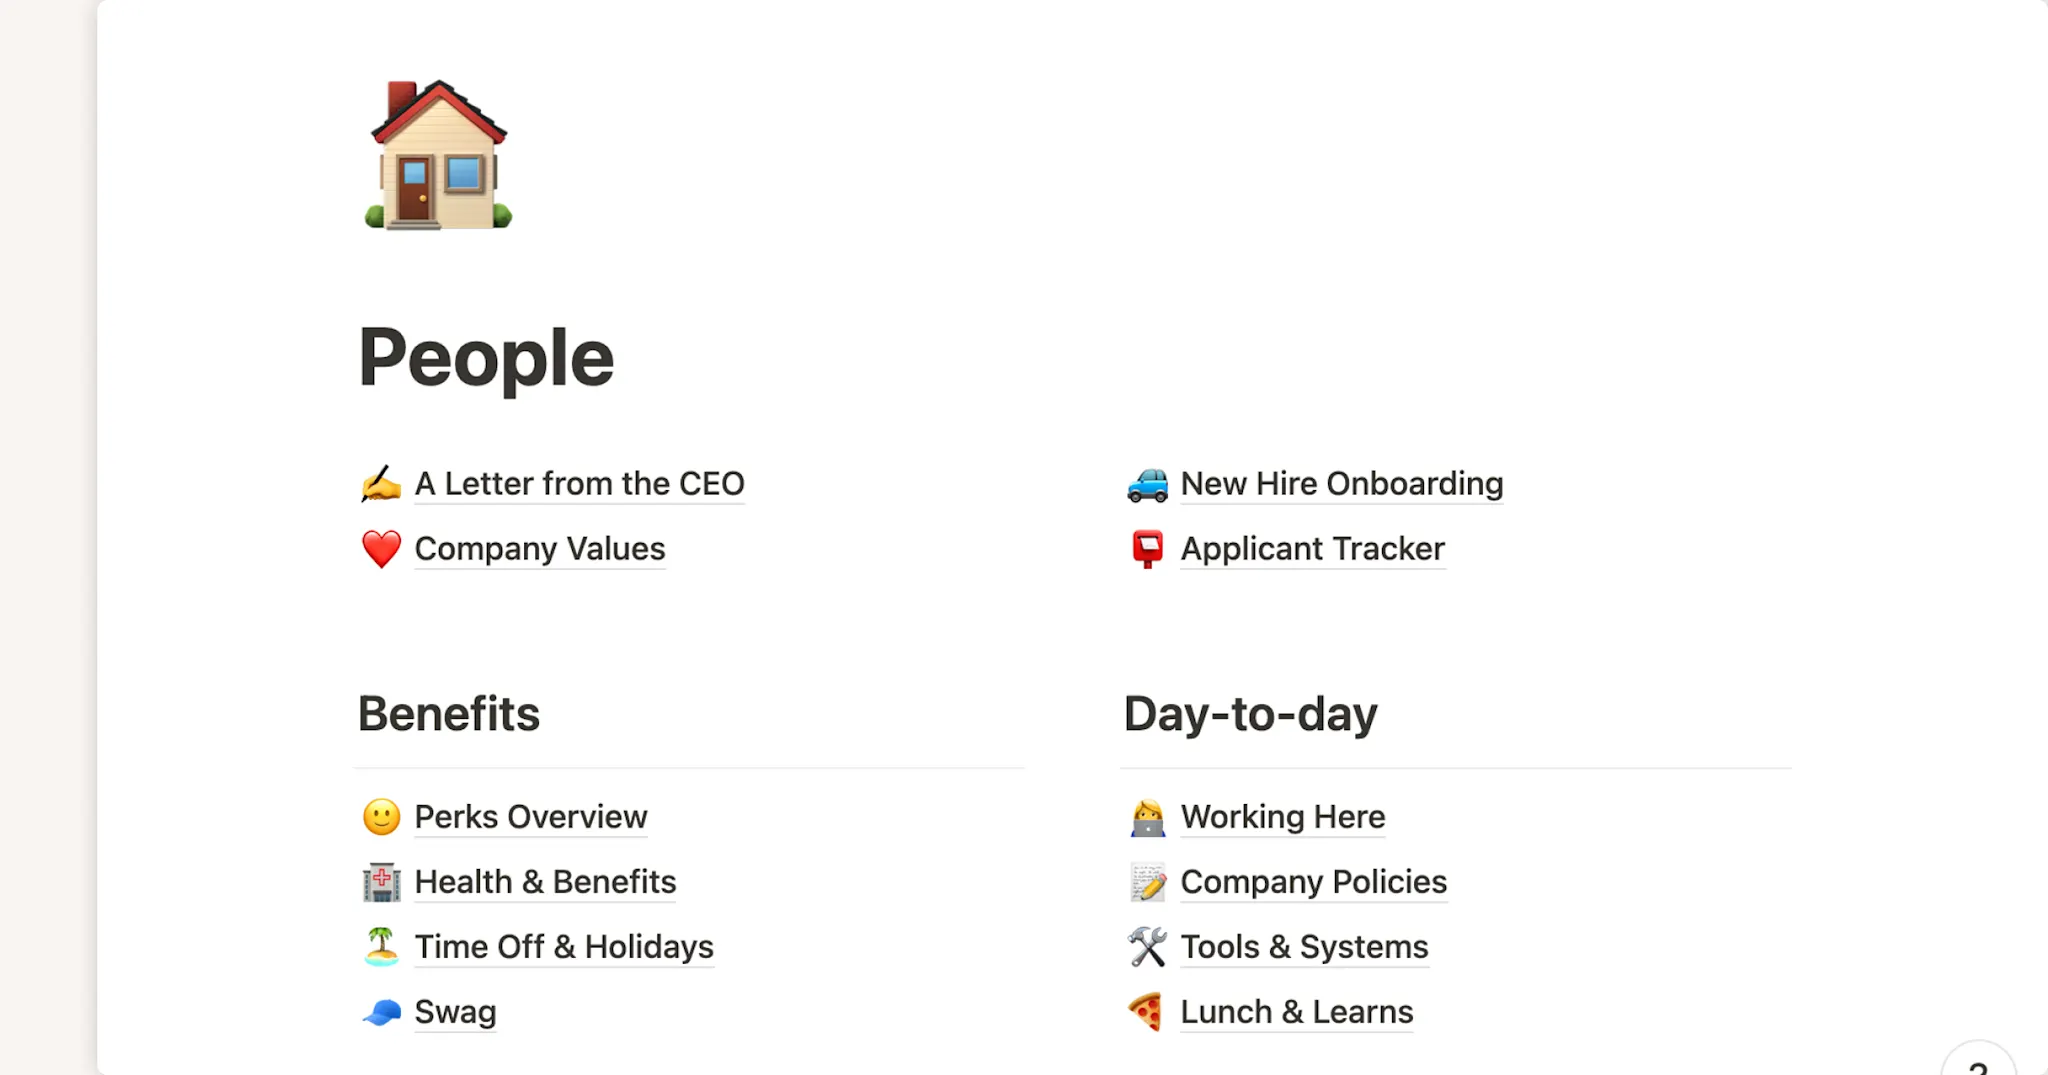 People
A Letter from the CEO
Company Values
New Hire Onboarding
Applicant Tracker
Benefits
Perks Overview
Health & Benefits
Time Off & Holidays
Swag
Day-to-day
Working Here
Company Policies
Tools & Systems
Lunch & Learns
?